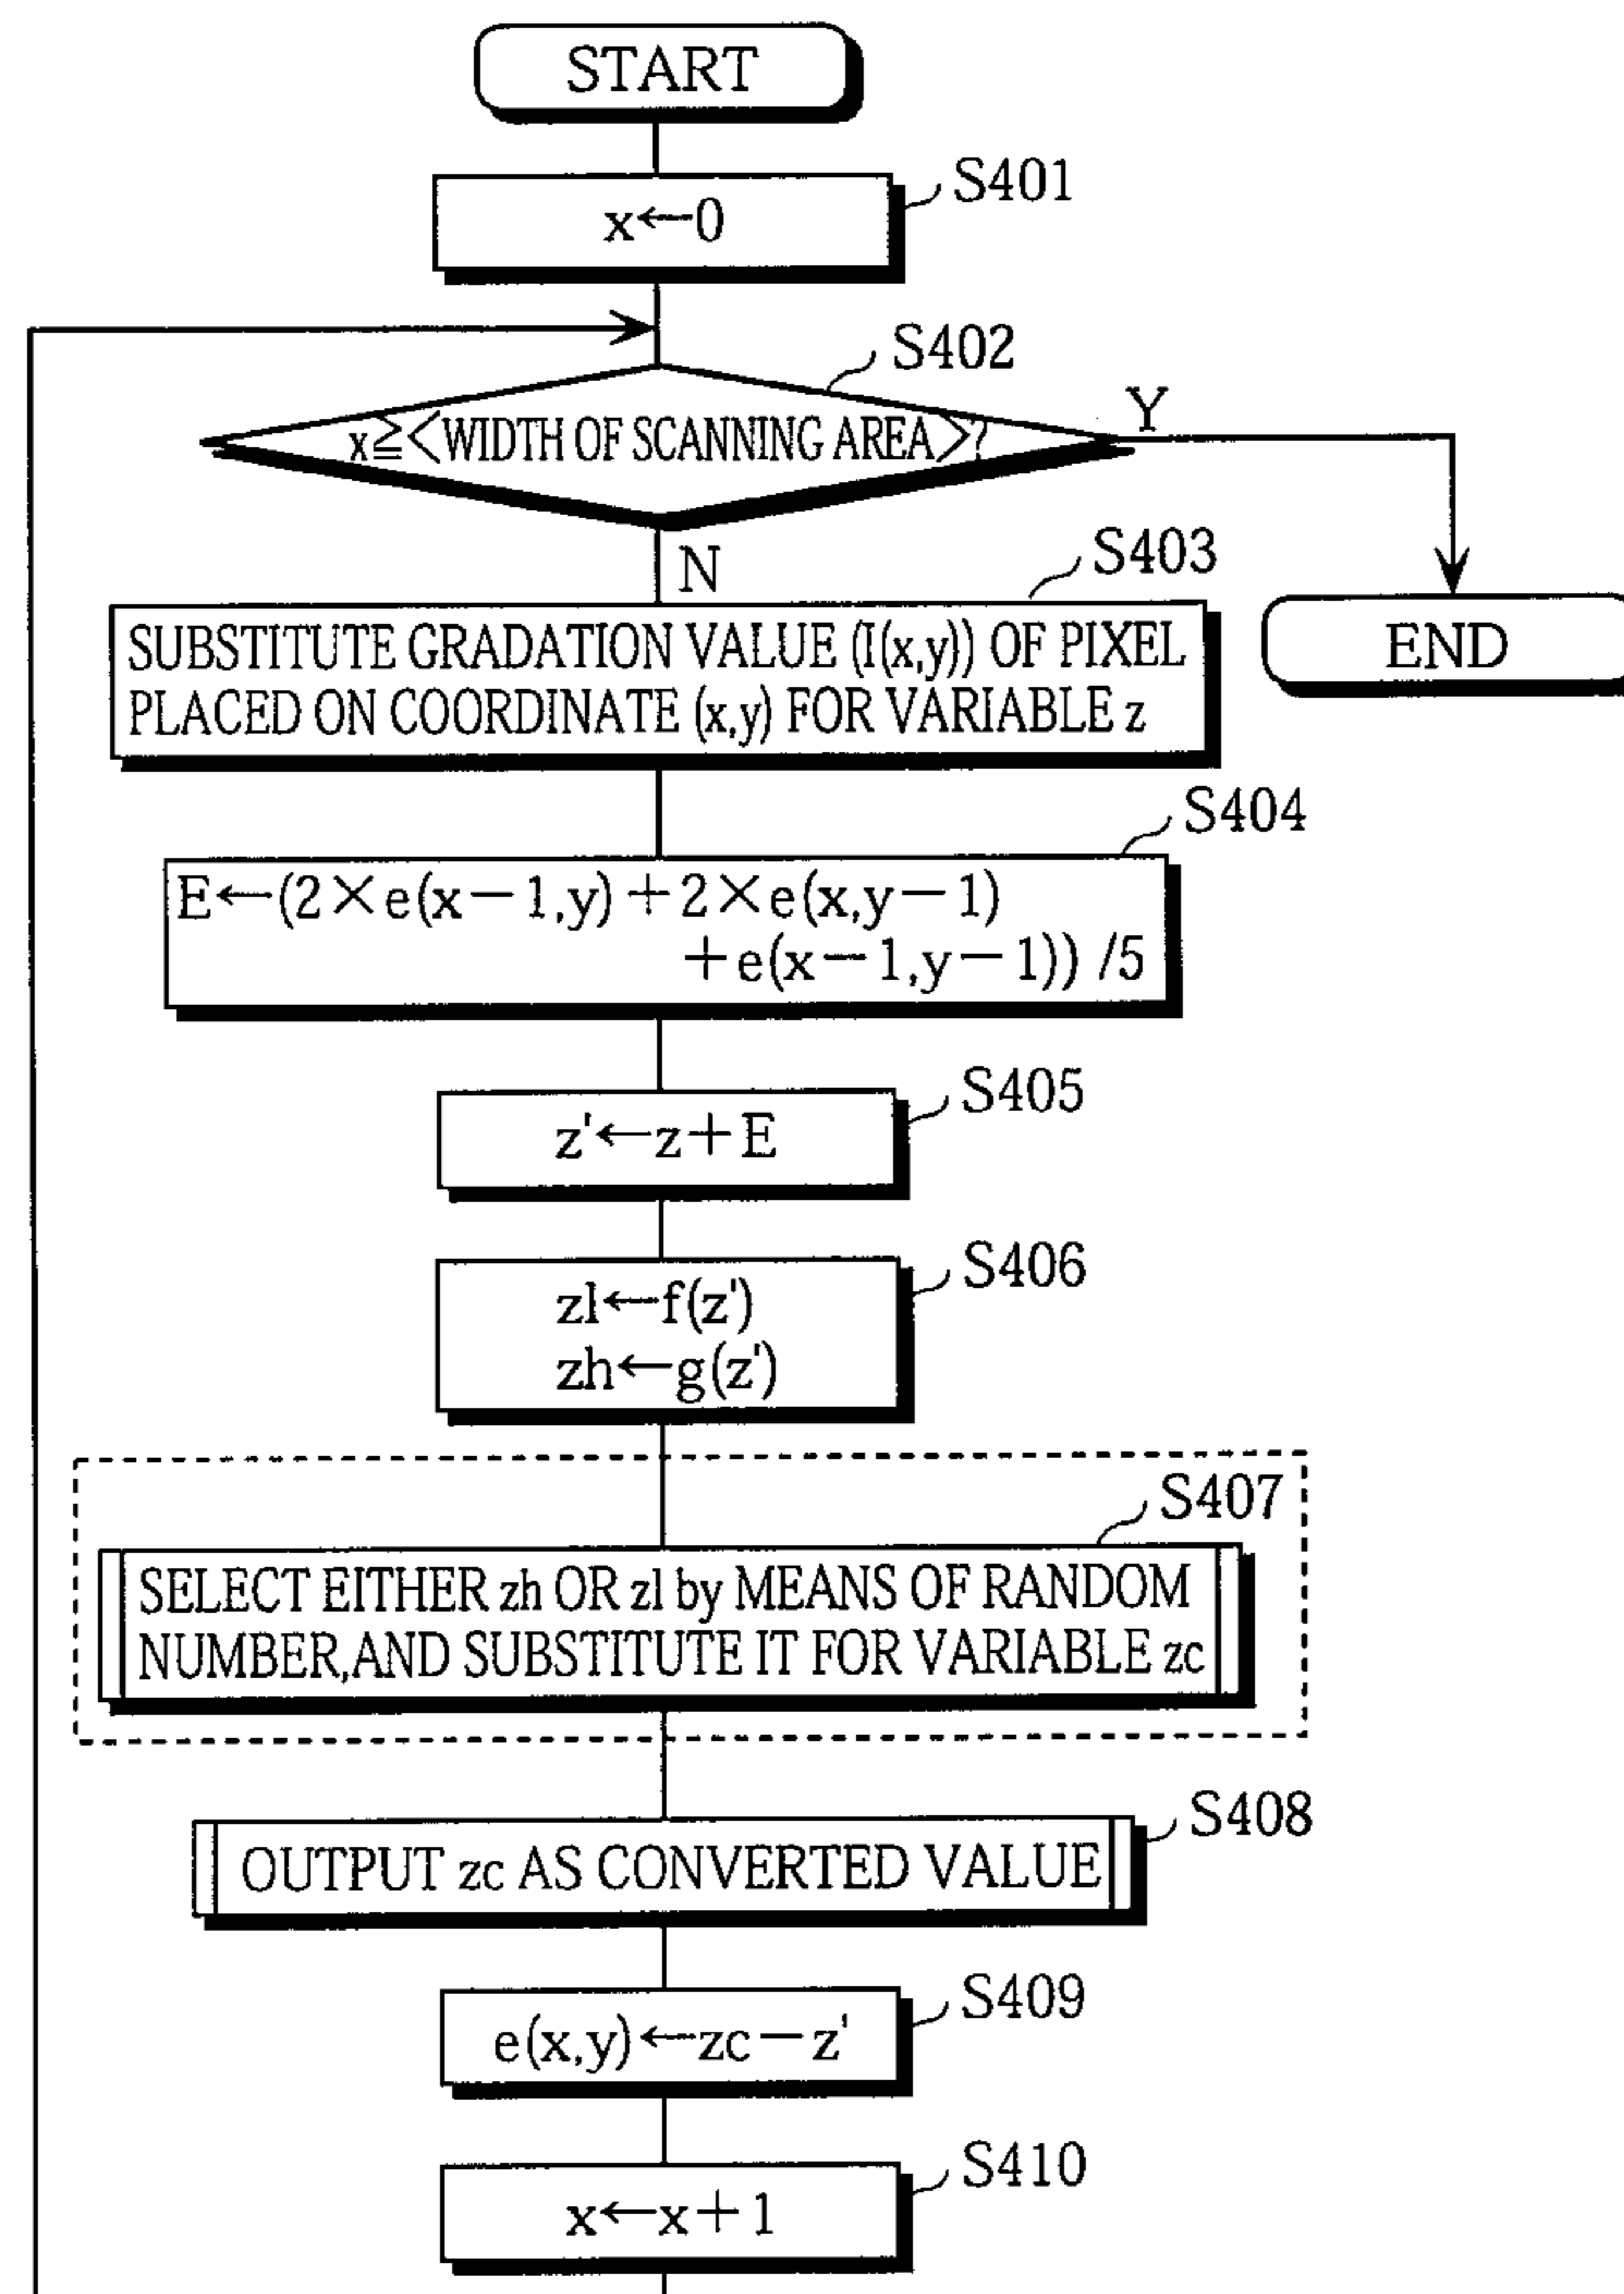 START
S401
x←0
S402
x≧<WIDTH OF SCANNING AREA>?
Y
N
END
S403
SUBSTITUTE GRADATION VALUE (I(x,y)) OF PIXEL
PLACED ON COORDINATE (x,y) FOR VARIABLE z
S404
E←(2×e(x−1,y)+2×e(x,y−1)
+e(x−1,y−1)) /5
S405
z'←z+E
S406
zl←f(z')
zh←g(z')
S407
SELECT EITHER zh OR zl by MEANS OF RANDOM
NUMBER,AND SUBSTITUTE IT FOR VARIABLE zc
S408
OUTPUT zc AS CONVERTED VALUE
S409
e(x,y)←zc−z'
S410
x←x+1